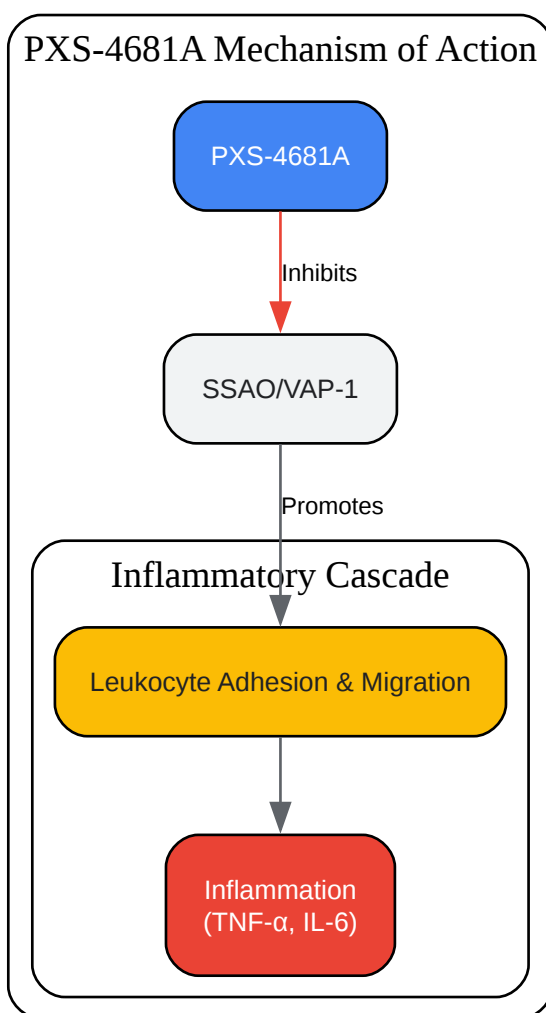 PXS-4681A Mechanism of Action
PXS-4681A
Inhibits
SSAO/VAP-1
Promotes
Inflammatory Cascade
Leukocyte Adhesion & Migration
Inflammation
(TNF-α, IL-6)